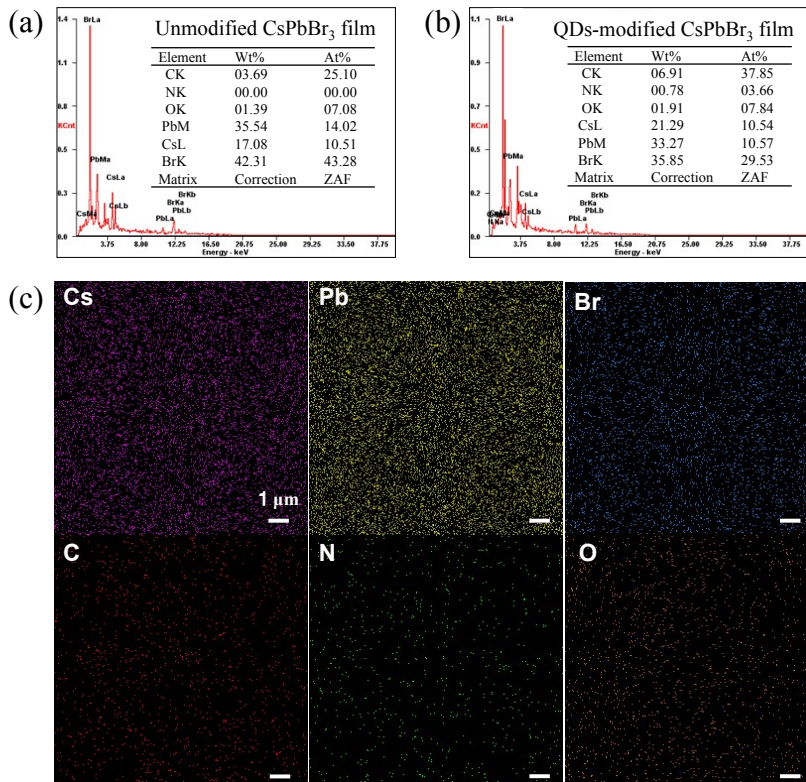 (a)
Unmodified CsPbBr₃ film
Element Wt% At%
CK 03.69 25.10
NK 00.00 00.00
OK 01.39 07.08
PbM 35.54 14.02
CsL 17.08 10.51
BrK 42.31 43.28
Matrix Correction ZAF
BrLa
1.4
1.1
0.8
KCnt
0.5
0.3
0.0
PbMa
CsLa
CsLb
PbLa
BrKb
BrKa
PbLb
3.75 7.50 12.25 16.50 25.00 29.25 33.50 37.75
Energy - keV
(b)
QDs-modified CsPbBr₃ film
Element Wt% At%
CK 06.91 37.85
NK 00.78 03.66
OK 01.91 07.84
CsL 21.29 10.54
PbM 33.27 10.57
BrK 35.85 29.53
Matrix Correction ZAF
BrLa
1.1
0.9
0.7
KCnt
0.4
0.2
0.0
PbMa
CsLa
CsLb
PbLa
BrKb
BrKa
PbLb
3.75 8.00 12.25 16.50 20.75 25.00 29.25 33.50 37.75
Energy - keV
(c)
Cs
Pb
Br
1 μm
C
N
O